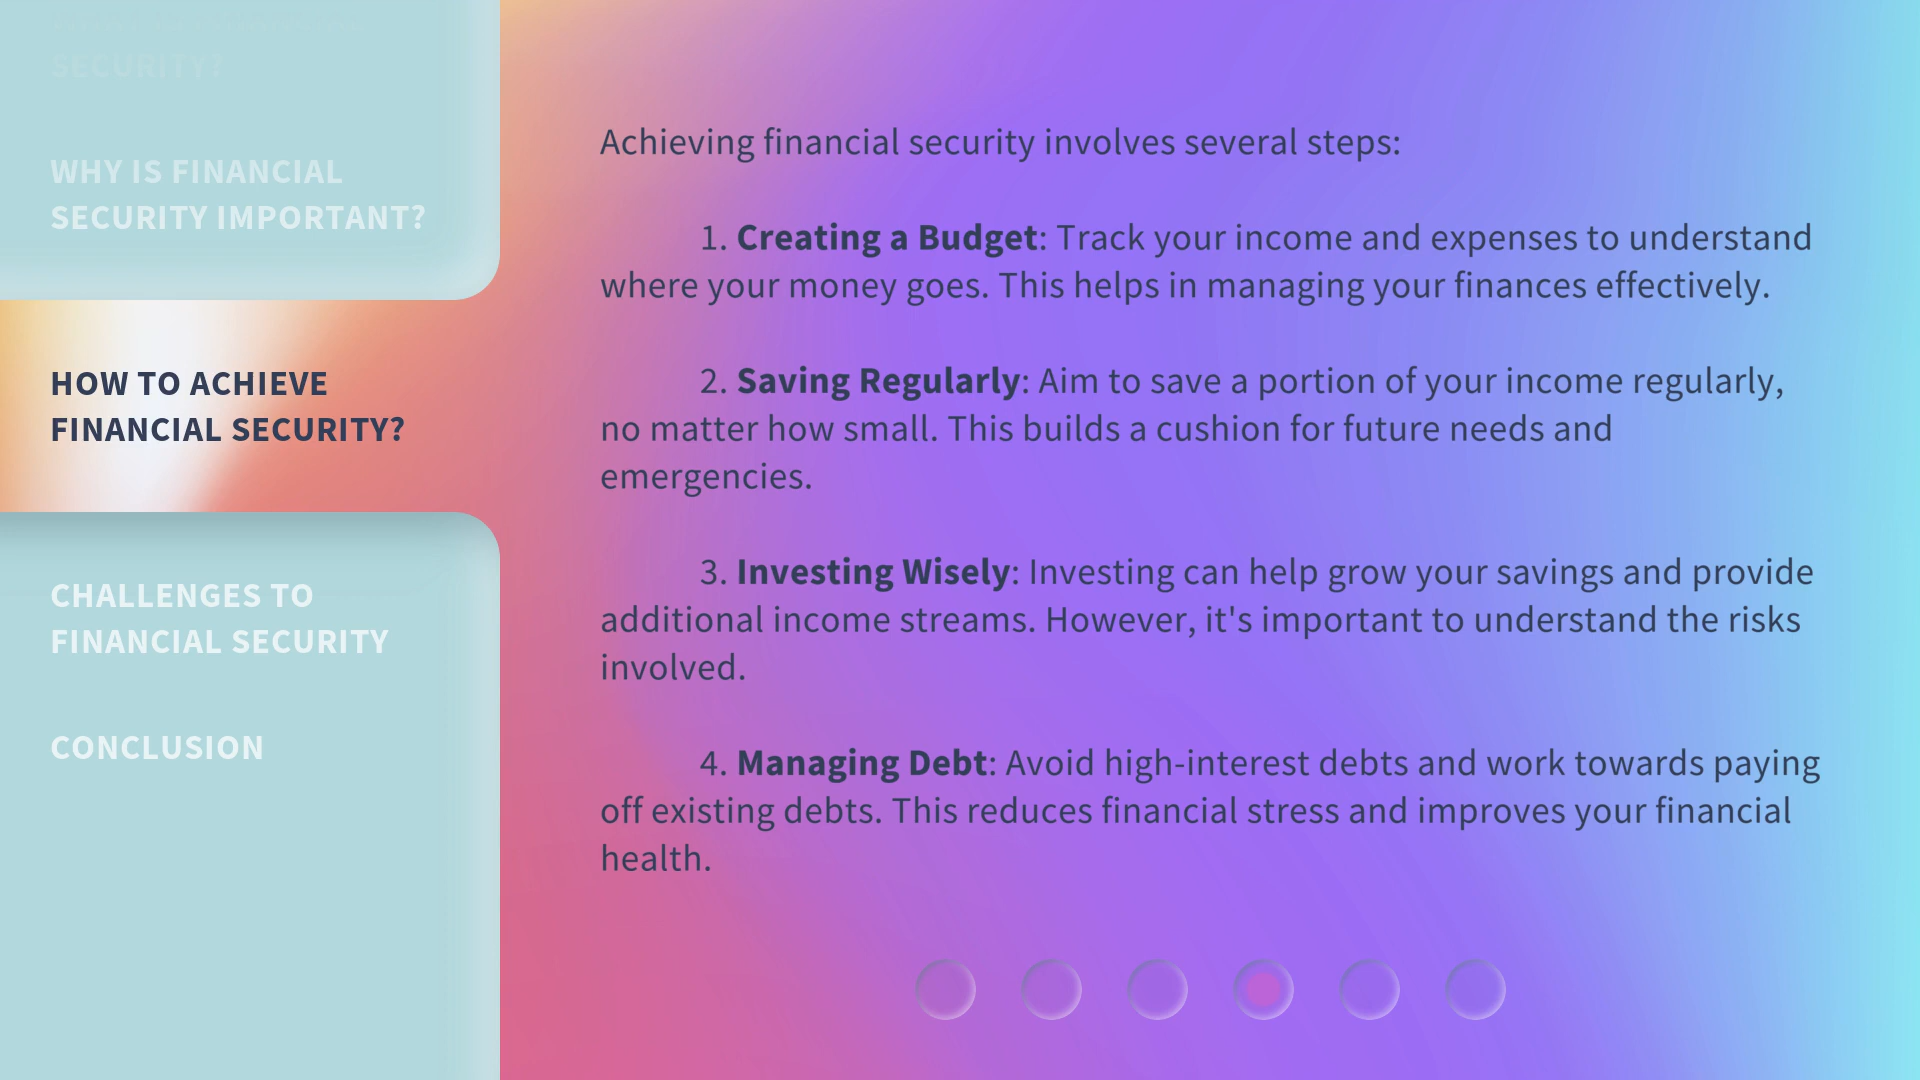 SECURITY?
WHY IS FINANCIAL
SECURITY IMPORTANT?
HOW TO ACHIEVE
FINANCIAL SECURITY?
CHALLENGES TO
FINANCIAL SECURITY
CONCLUSION
Achieving financial security involves several steps:
1. Creating a Budget: Track your income and expenses to understand
where your money goes. This helps in managing your finances effectively.
2. Saving Regularly: Aim to save a portion of your income regularly,
no matter how small. This builds a cushion for future needs and
emergencies.
3. Investing Wisely: Investing can help grow your savings and provide
additional income streams. However, it's important to understand the risks
involved.
4. Managing Debt: Avoid high-interest debts and work towards paying
off existing debts. This reduces financial stress and improves your financial
health.